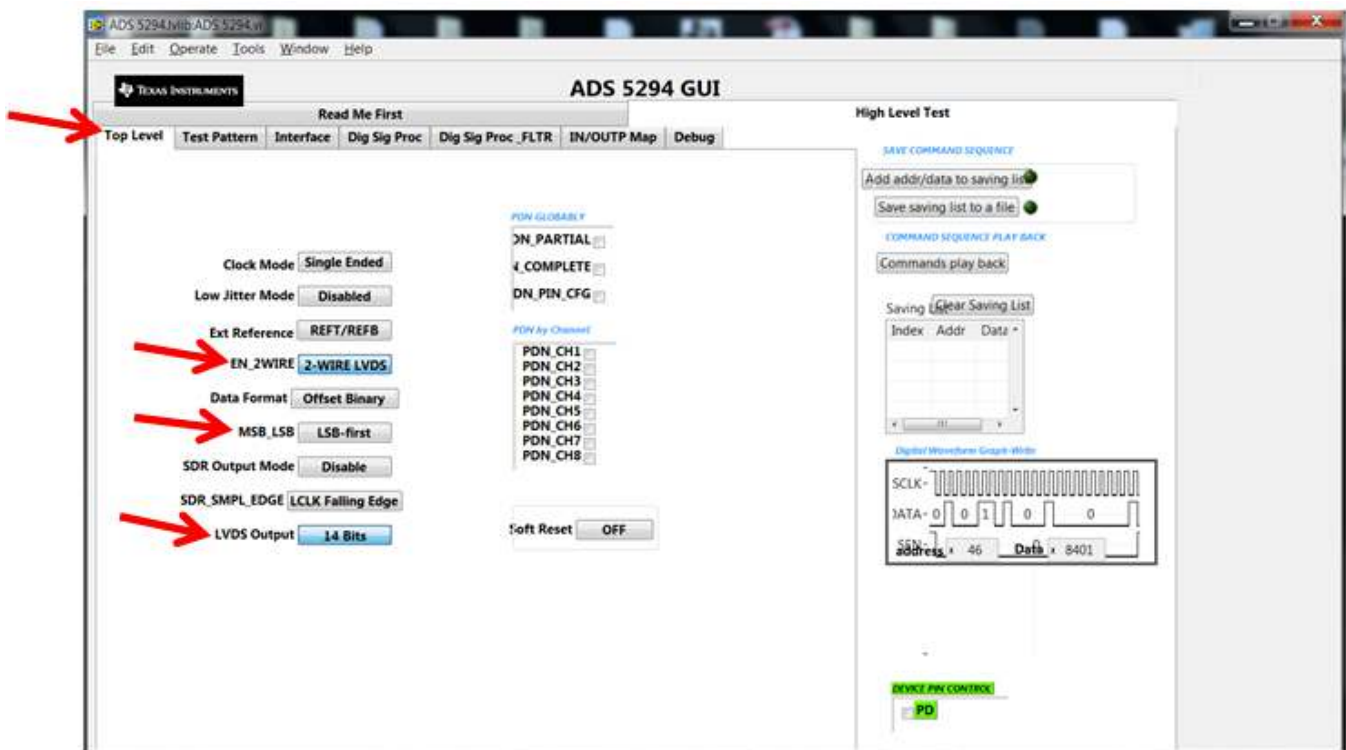 ADS 5294.lvlib:ADS 5294.vi
File Edit Operate Tools Window Help
TEXAS INSTRUMENTS
ADS 5294 GUI
Read Me First
High Level Test
Top Level Test Pattern Interface Dig Sig Proc Dig Sig Proc _FLTR IN/OUTP Map Debug
SAVE COMMAND SEQUENCE
Add addr/data to saving list
Save saving list to a file
COMMAND SEQUENCE PLAY BACK
Commands play back
Saving List Clear Saving List
Index Addr Data
PDN GLOBABLY
DN_PARTIAL
N_COMPLETE
DN_PIN_CFG
Clock Mode Single Ended
Low Jitter Mode Disabled
Ext Reference REFT/REFB
EN_2WIRE 2-WIRE LVDS
Data Format Offset Binary
MSB_LSB LSB-first
SDR Output Mode Disable
SDR_SMPL_EDGE LCLK Falling Edge
LVDS Output 14 Bits
PDN by Channel
PDN_CH1
PDN_CH2
PDN_CH3
PDN_CH4
PDN_CH5
PDN_CH6
PDN_CH7
PDN_CH8
Soft Reset OFF
Digital Waveform Graph-Write
SCLK-
DATA- 0 0 1 0 0
SEN- 0
address x 46 Data x 8401
DEVICE PIN CONTROL
PD